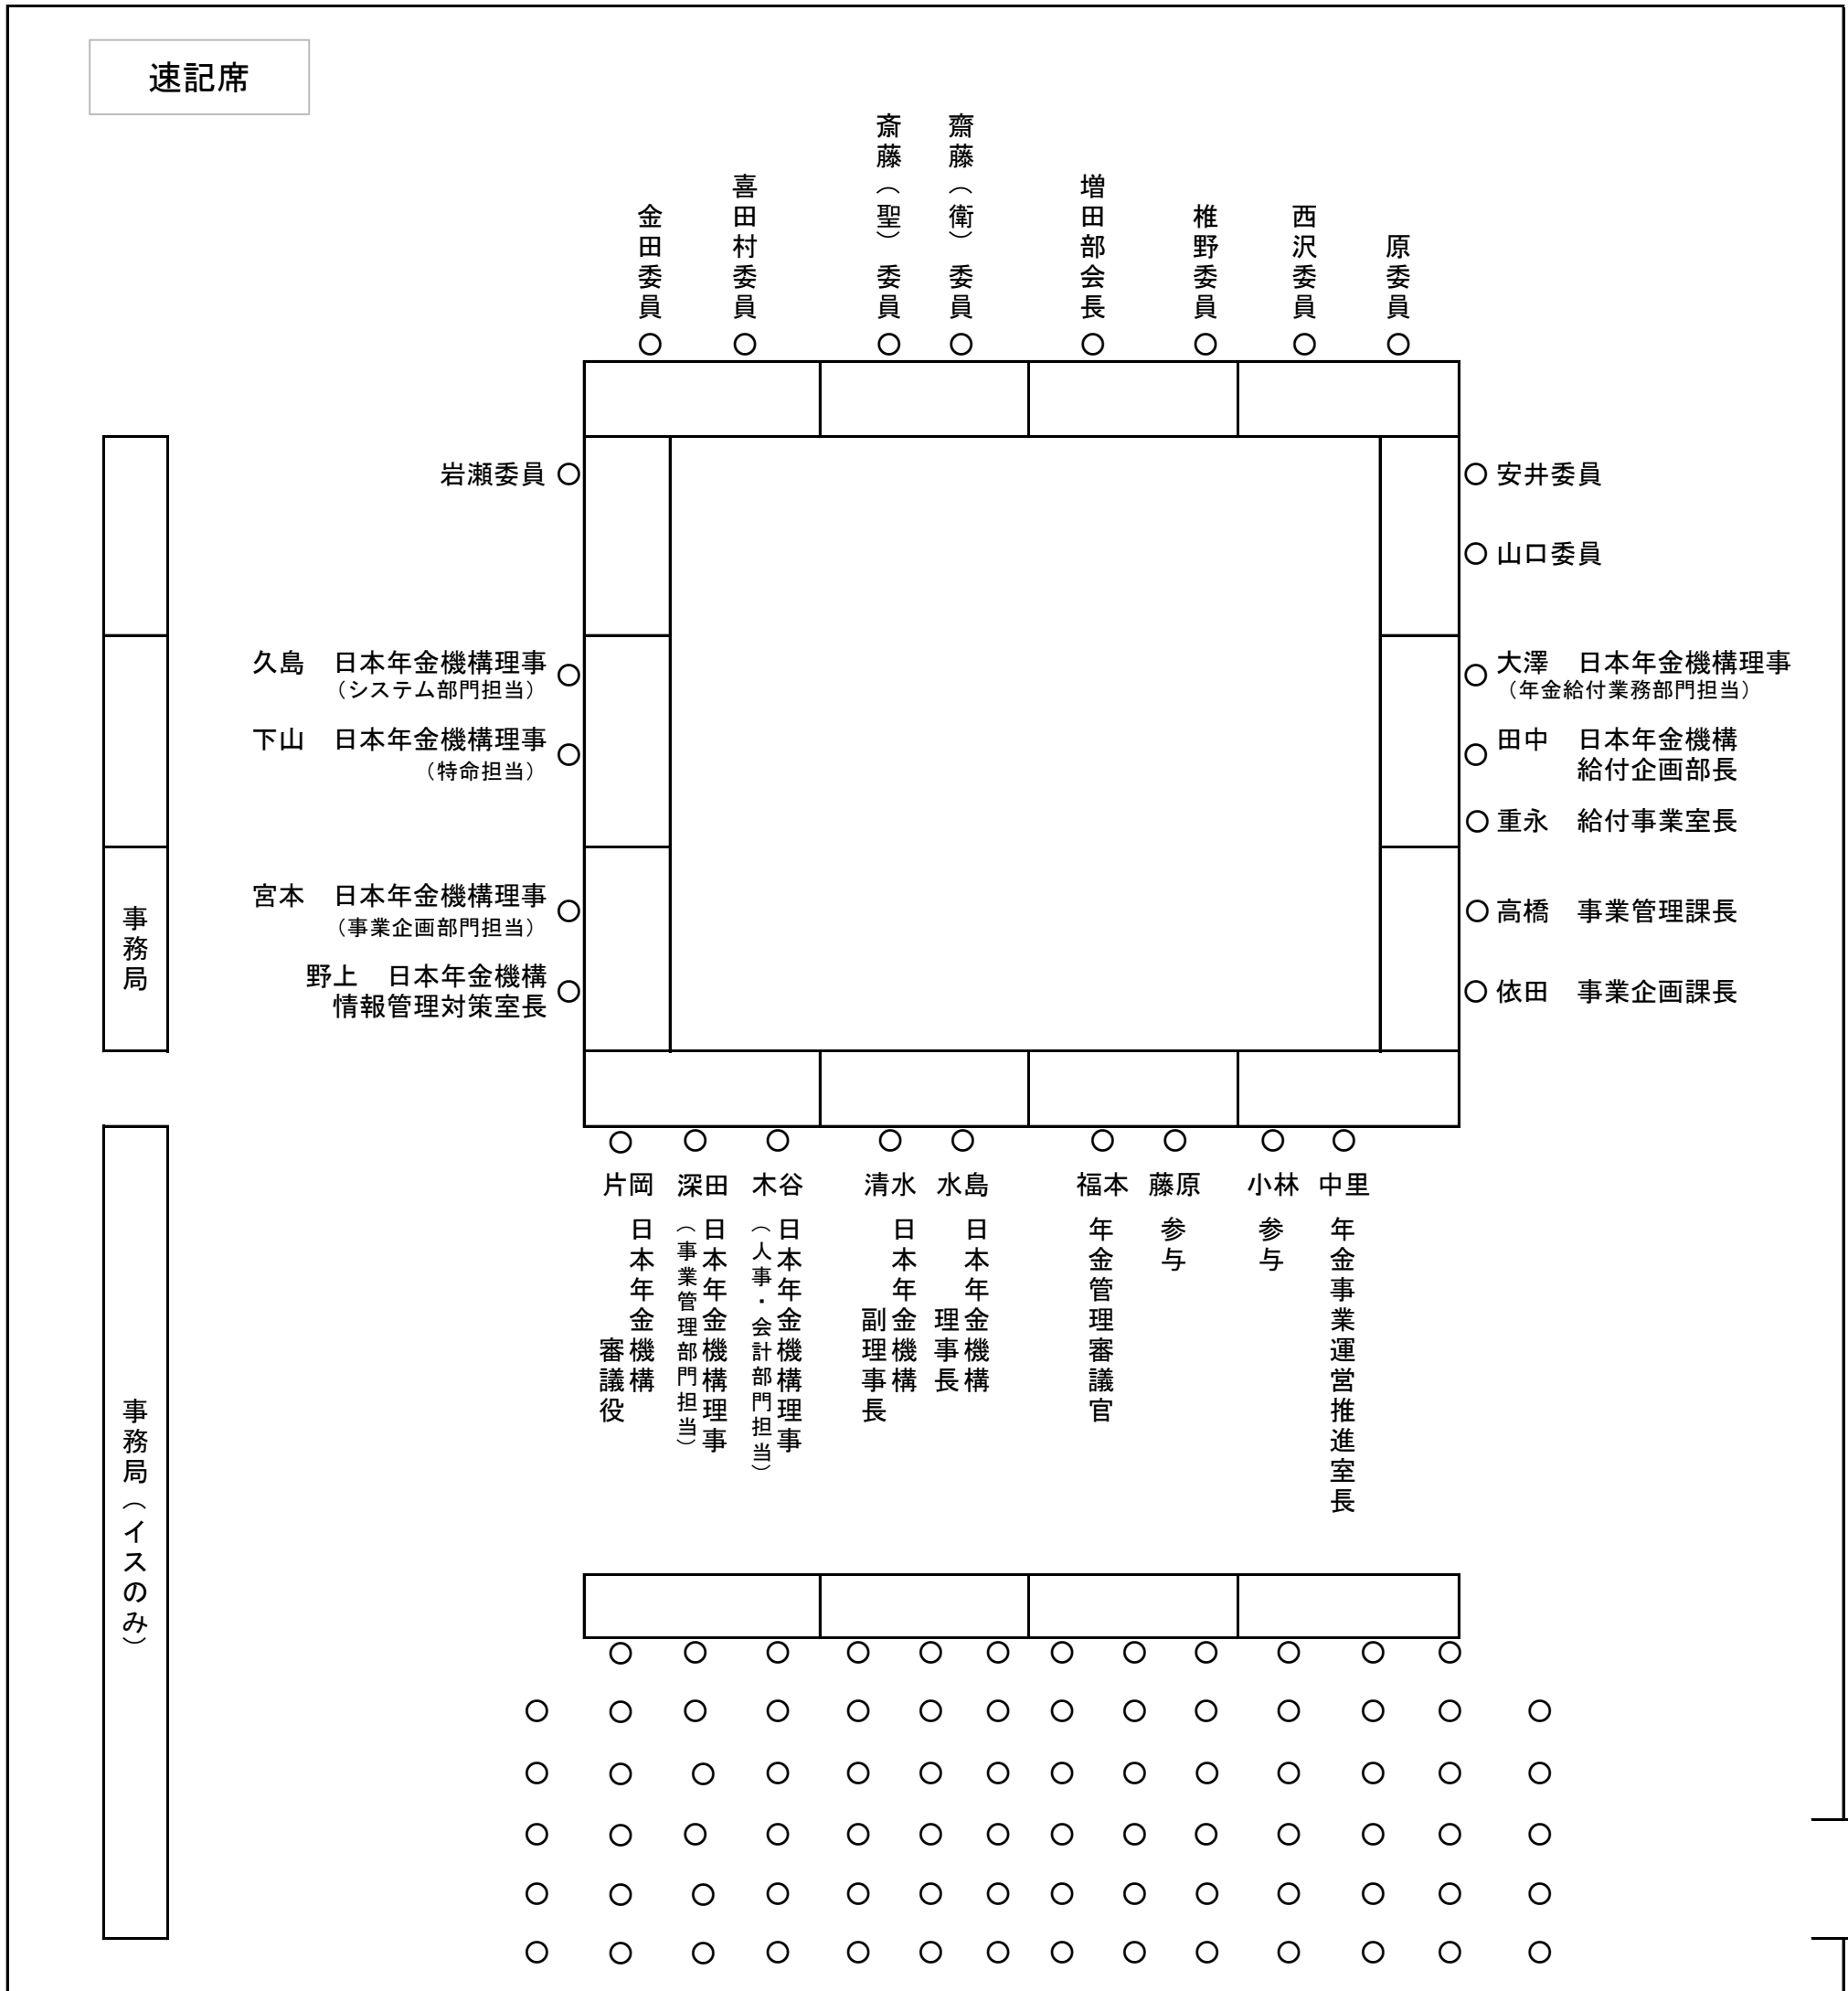 速記席
金田委員
喜田村委員
斎藤（聖）委員
齋藤（衛）委員
増田部会長
椎野委員
西沢委員
原委員
岩瀬委員
安井委員
山口委員
久島　日本年金機構理事
（システム部門担当）
下山　日本年金機構理事
（特命担当）
大澤　日本年金機構理事
（年金給付業務部門担当）
田中　日本年金機構
給付企画部長
重永　給付事業室長
事務局
宮本　日本年金機構理事
（事業企画部門担当）
野上　日本年金機構
情報管理対策室長
高橋　事業管理課長
依田　事業企画課長
片岡
日本年金機構
審議役
深田
日本年金機構理事
（事業管理部門担当）
木谷
日本年金機構理事
（人事・会計部門担当）
清水
日本年金機構
副理事長
水島
日本年金機構
理事長
福本
年金管理審議官
藤原
参与
小林
参与
中里
年金事業運営推進室長
事務局（イスのみ）